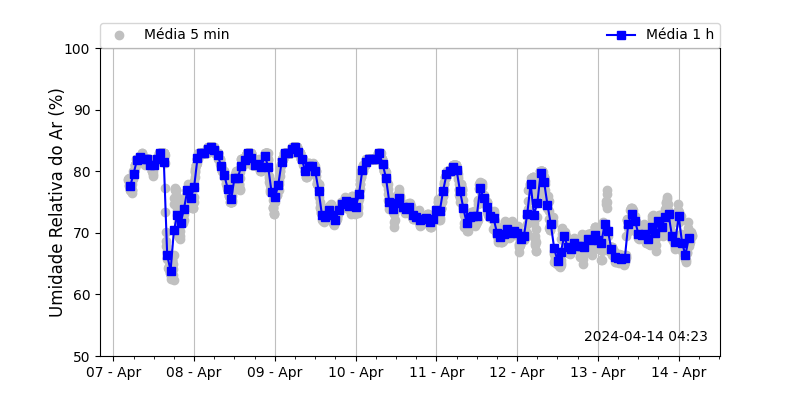 Média 5 min
Média 1 h
Umidade Relativa do Ar (%)
100
90
80
70
60
50
2024-04-14 04:23
07 - Apr
08 - Apr
09 - Apr
10 - Apr
11 - Apr
12 - Apr
13 - Apr
14 - Apr